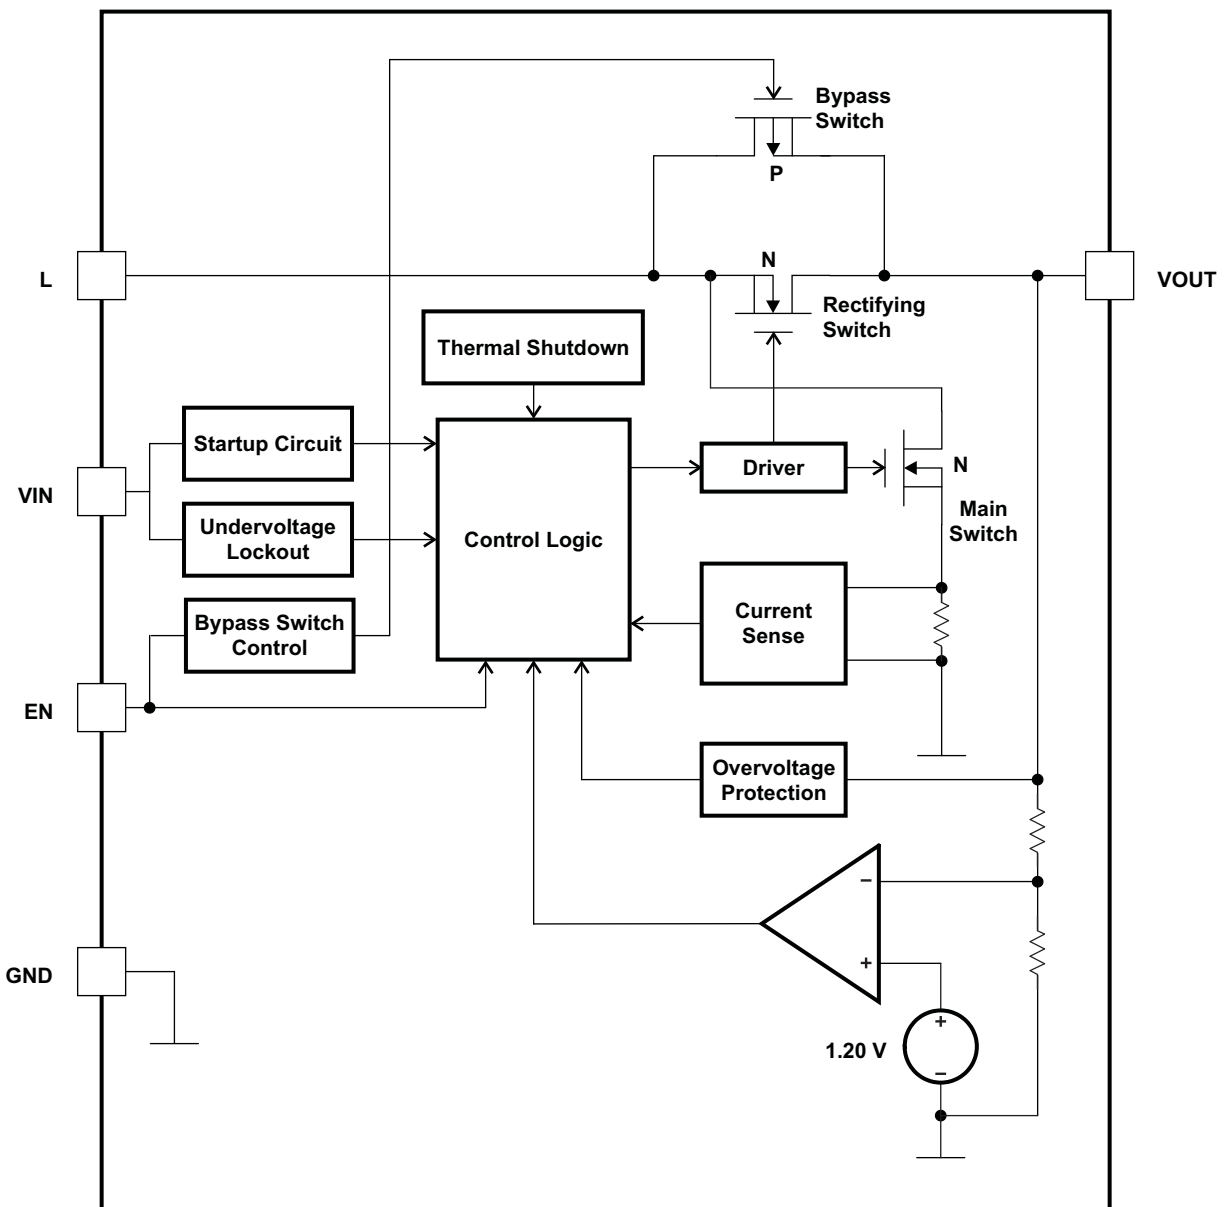 Bypass
Switch
P
L
N
VOUT
Rectifying
Switch
Thermal Shutdown
Startup Circuit
Driver
N
VIN
Main
Switch
Undervoltage
Lockout
Control Logic
Bypass Switch
Control
Current
Sense
EN
Overvoltage
Protection
−
+
GND
+
1.20 V
−